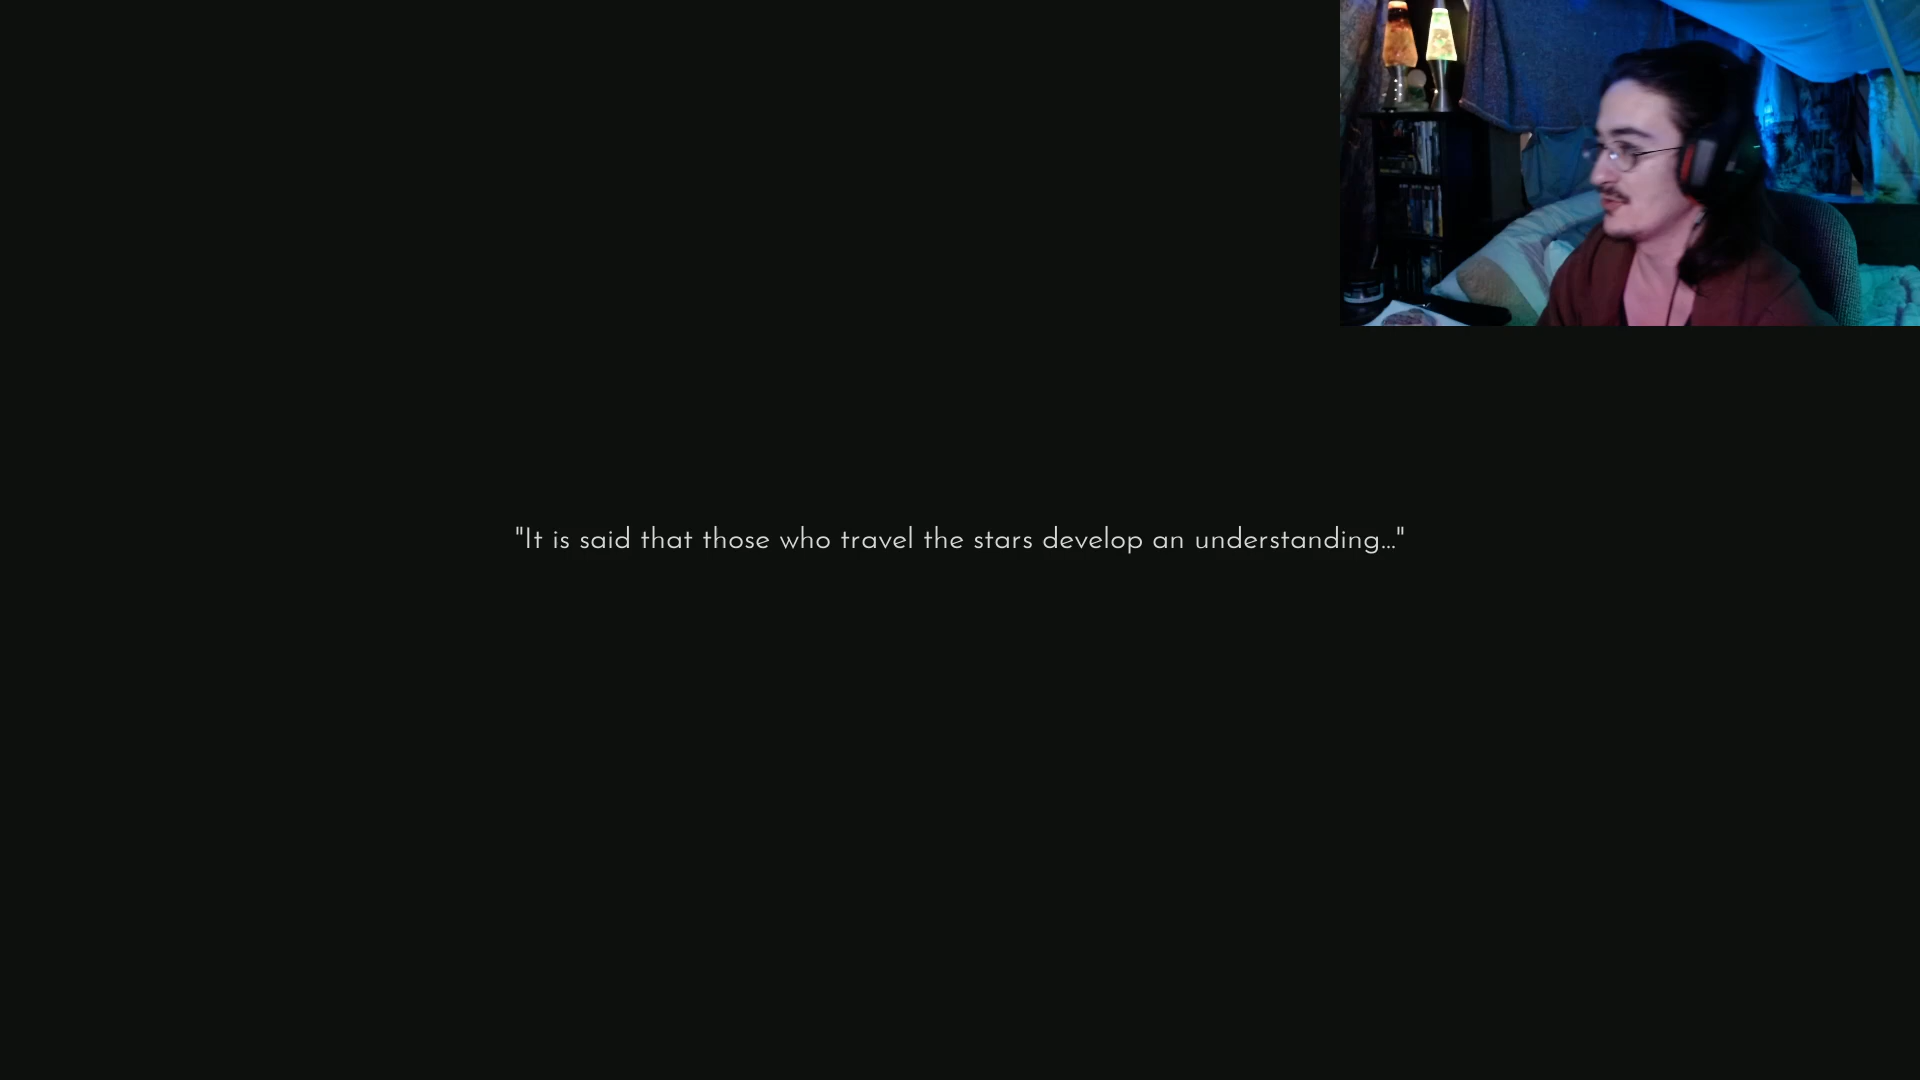 "It is said that those who travel the stars develop an understanding..."